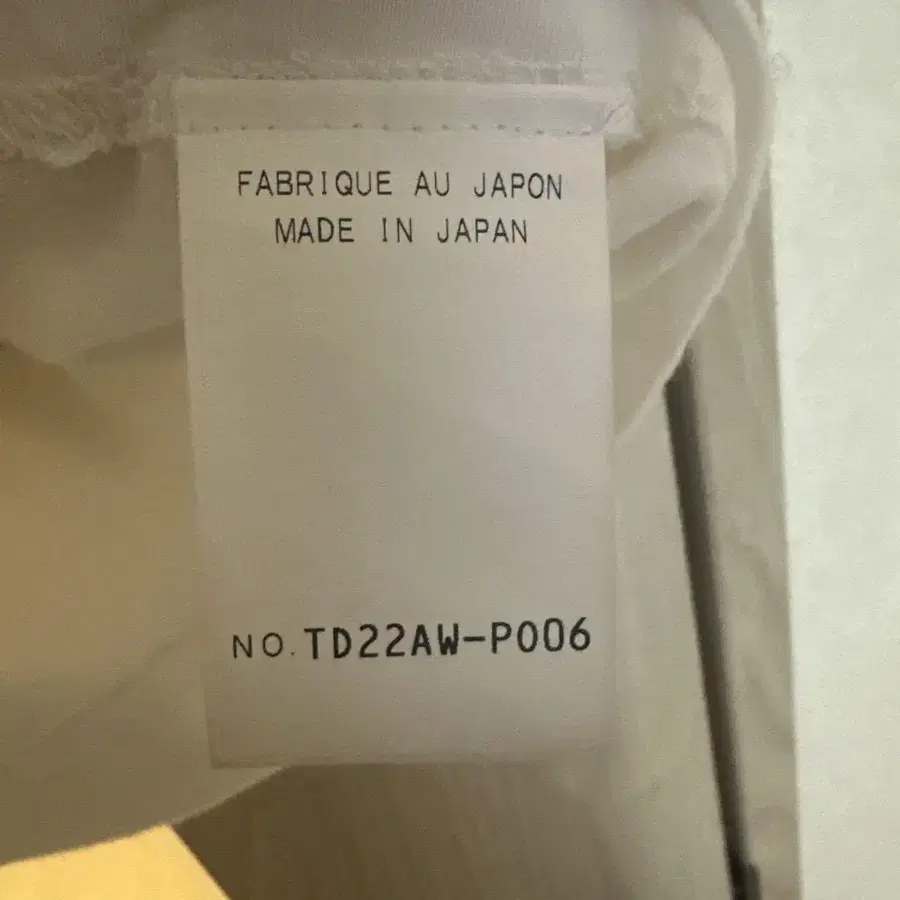 FABRIQUE AU JAPON
MADE IN JAPAN
NO. TD22AW-P006